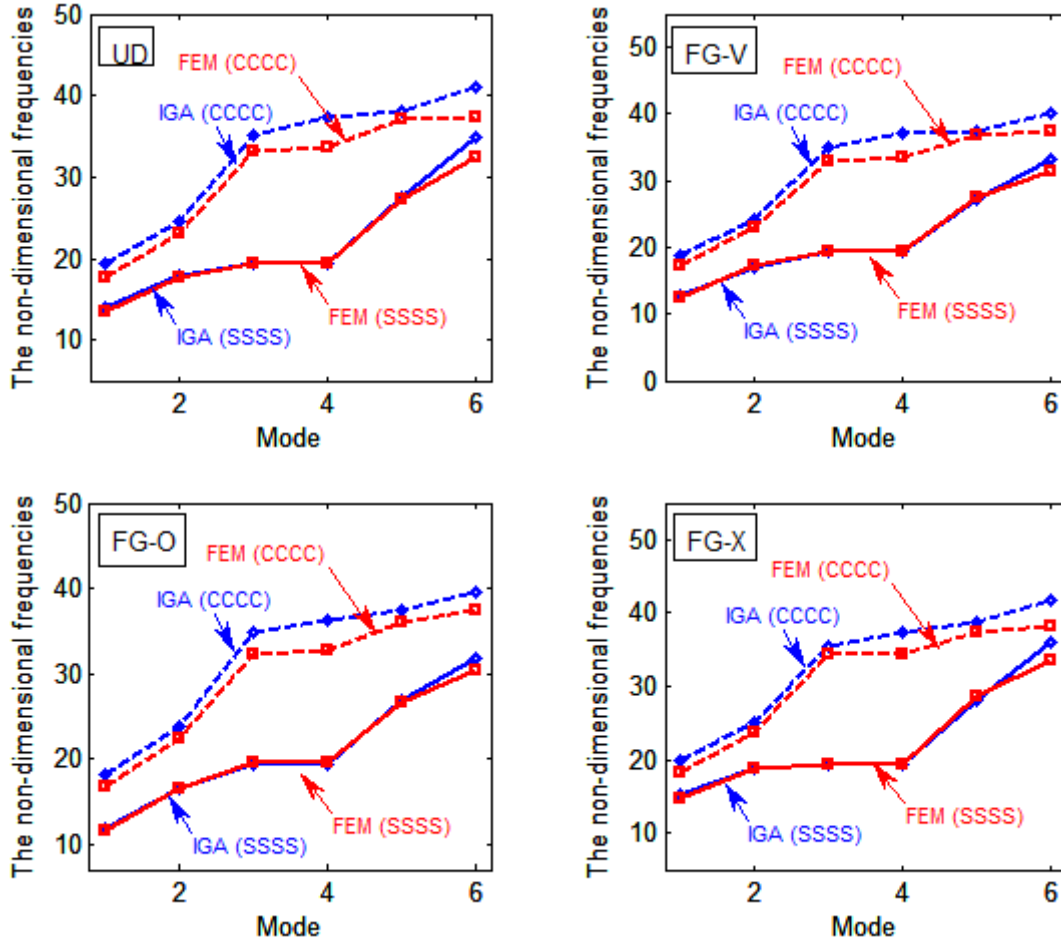 The non-dimensional frequencies
50
40
30
20
10
UD
FEM (CCCC)
IGA (CCCC)
FEM (SSSS)
IGA (SSSS)
2
4
6
Mode
The non-dimensional frequencies
50
40
30
20
10
0
FG-V
FEM (CCCC)
IGA (CCCC)
FEM (SSSS)
IGA (SSSS)
2
4
6
Mode
The non-dimensional frequencies
50
40
30
20
10
FG-O
FEM (CCCC)
IGA (CCCC)
FEM (SSSS)
IGA (SSSS)
2
4
6
Mode
The non-dimensional frequencies
50
40
30
20
10
FG-X
FEM (CCCC)
IGA (CCCC)
FEM (SSSS)
IGA (SSSS)
2
4
6
Mode